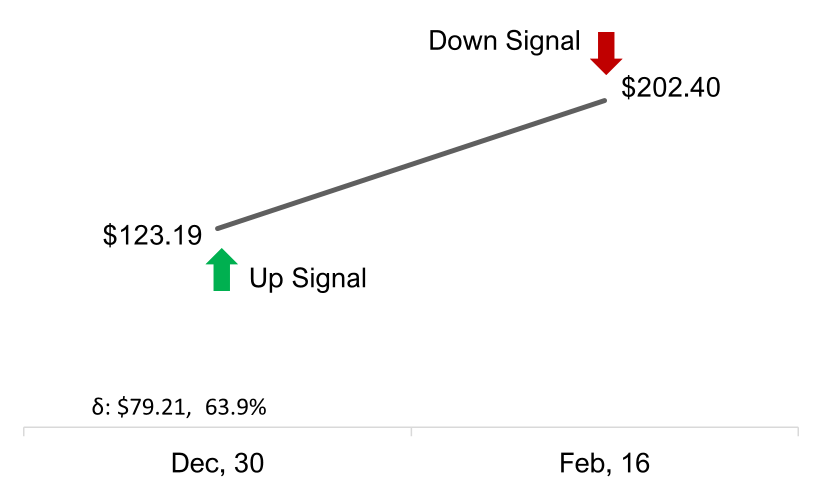 Down Signal
$202.40
$123.19
Up Signal
δ: $79.21, 63.9%
Dec, 30
Feb, 16